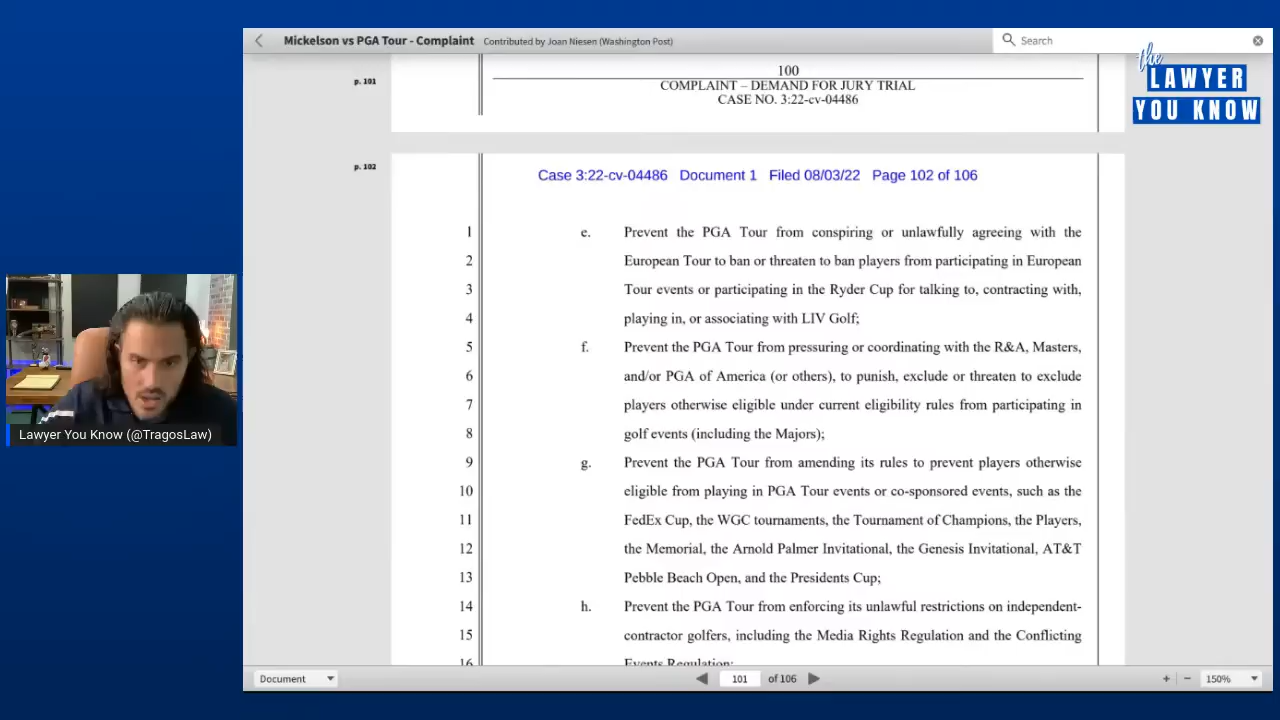 Mickelson vs PGA Tour - Complaint Contributed by Joan Niesen (Washington Post)
Search
the
LAWYER
YOU KNOW
p. 101
100
COMPLAINT – DEMAND FOR JURY TRIAL
CASE NO. 3:22-cv-04486
p. 102
Case 3:22-cv-04486 Document 1 Filed 08/03/22 Page 102 of 106
1 e. Prevent the PGA Tour from conspiring or unlawfully agreeing with the
2 European Tour to ban or threaten to ban players from participating in European
3 Tour events or participating in the Ryder Cup for talking to, contracting with,
4 playing in, or associating with LIV Golf;
5 f. Prevent the PGA Tour from pressuring or coordinating with the R&A, Masters,
6 and/or PGA of America (or others), to punish, exclude or threaten to exclude
7 players otherwise eligible under current eligibility rules from participating in
8 golf events (including the Majors);
9 g. Prevent the PGA Tour from amending its rules to prevent players otherwise
10 eligible from playing in PGA Tour events or co-sponsored events, such as the
11 FedEx Cup, the WGC tournaments, the Tournament of Champions, the Players,
12 the Memorial, the Arnold Palmer Invitational, the Genesis Invitational, AT&T
13 Pebble Beach Open, and the Presidents Cup;
14 h. Prevent the PGA Tour from enforcing its unlawful restrictions on independent-
15 contractor golfers, including the Media Rights Regulation and the Conflicting
16 Events Regulation;
Lawyer You Know (@TragosLaw)
Document 101 of 106 + − 150%